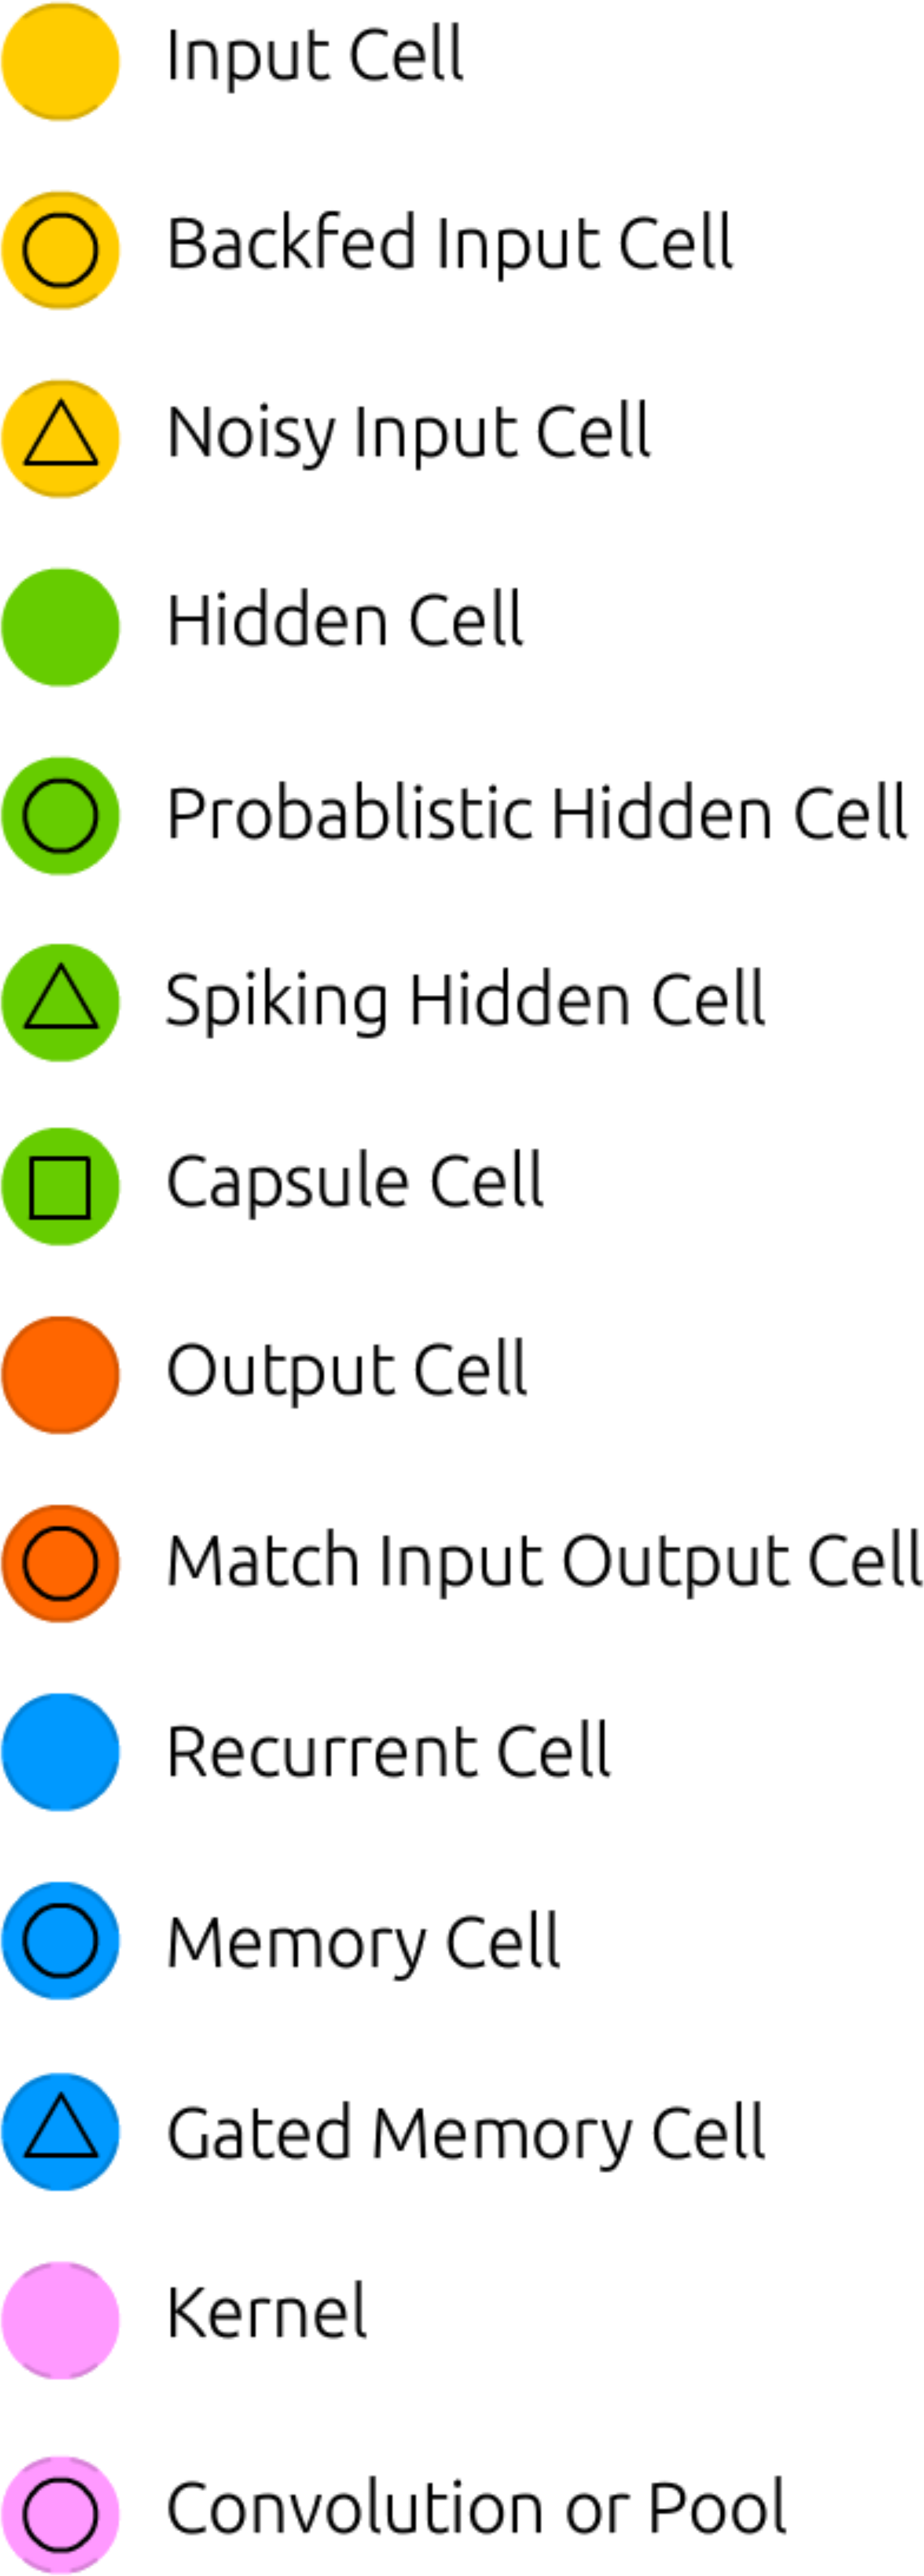 Input Cell
Backfed Input Cell
Noisy Input Cell
Hidden Cell
Probablistic Hidden Cell
Spiking Hidden Cell
Capsule Cell
Output Cell
Match Input Output Cell
Recurrent Cell
Memory Cell
Gated Memory Cell
Kernel
Convolution or Pool